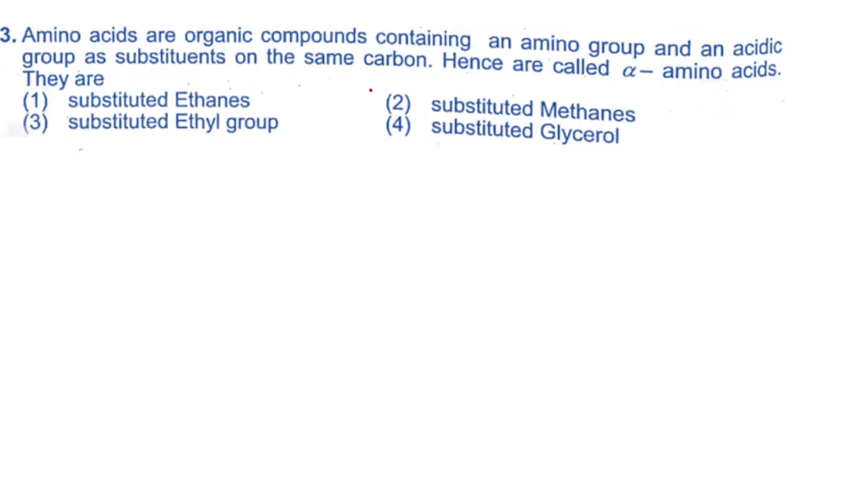 3. Amino acids are organic compounds containing an amino group and an acidic
group as substituents on the same carbon. Hence are called α– amino acids.
They are
(1) substituted Ethanes (2) substituted Methanes
(3) substituted Ethyl group (4) substituted Glycerol